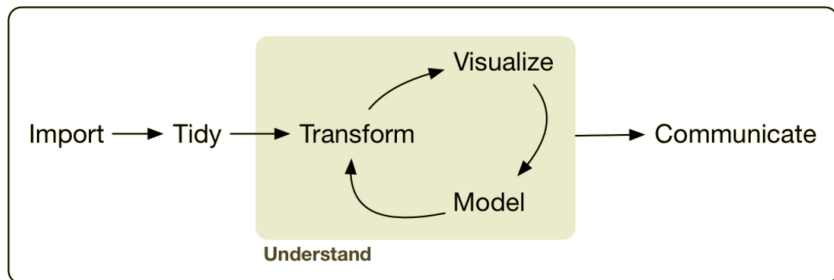 Visualize
Import
Tidy
Transform
Communicate
Model
Understand